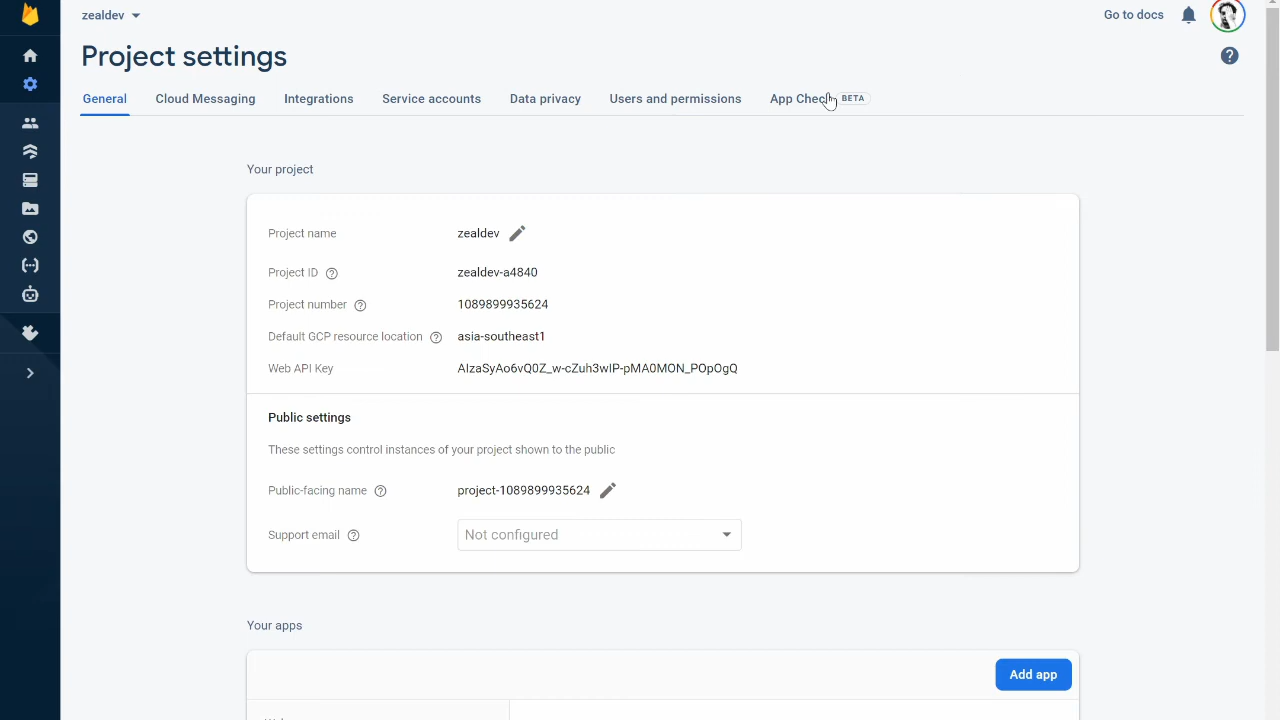 zealdev
Go to docs
Project settings
General
Cloud Messaging
Integrations
Service accounts
Data privacy
Users and permissions
App Check
BETA
Your project
Project name
zealdev
Project ID
zealdev-a4840
Project number
1089899935624
Default GCP resource location
asia-southeast1
Web API Key
AIzaSyAo6vQ0Z_w-cZuh3wIP-pMA0MON_POpOgQ
Public settings
These settings control instances of your project shown to the public
Public-facing name
project-1089899935624
Support email
Not configured
Your apps
Add app